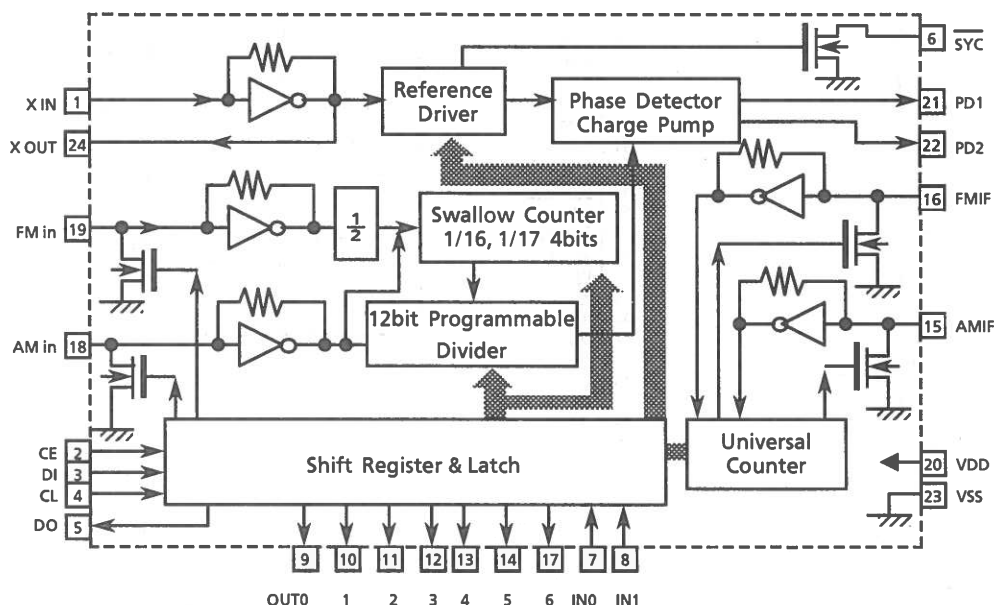 6 SYC
X IN 1
Reference Driver
Phase Detector Charge Pump
21 PD1
X OUT 24
22 PD2
FM in 19
1/2
Swallow Counter
1/16, 1/17 4bits
16 FMIF
AM in 18
12bit Programmable Divider
15 AMIF
CE 2
DI 3
CL 4
DO 5
Shift Register & Latch
Universal Counter
20 VDD
23 VSS
9 10 11 12 13 14 17 7 8
OUT0 1 2 3 4 5 6 IN0 IN1